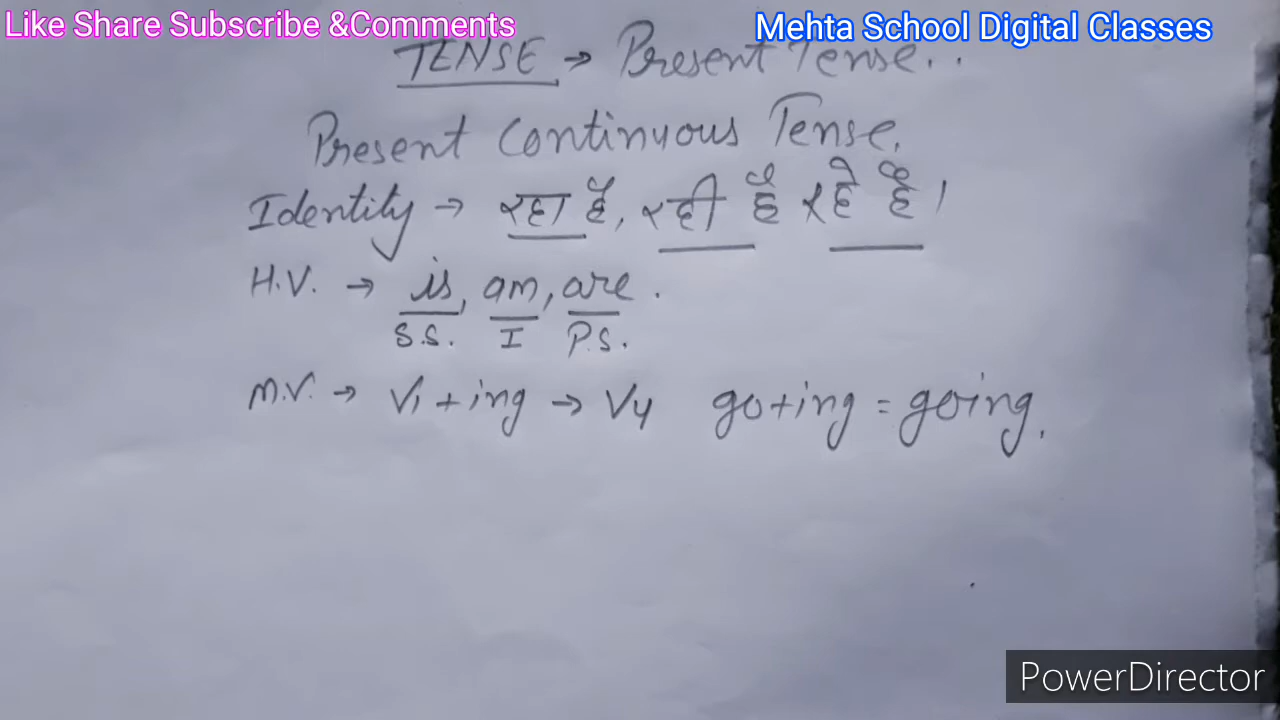 Like Share Subscribe &Comments
Mehta School Digital Classes
TENSE → Present Tense..
Present Continuous Tense.
Identity → रहा है, रही है रहे है।
H.V. → is, am, are.
S.S. I P.S.
M.V. → V1 + ing → V4 go+ing = going.
PowerDirector